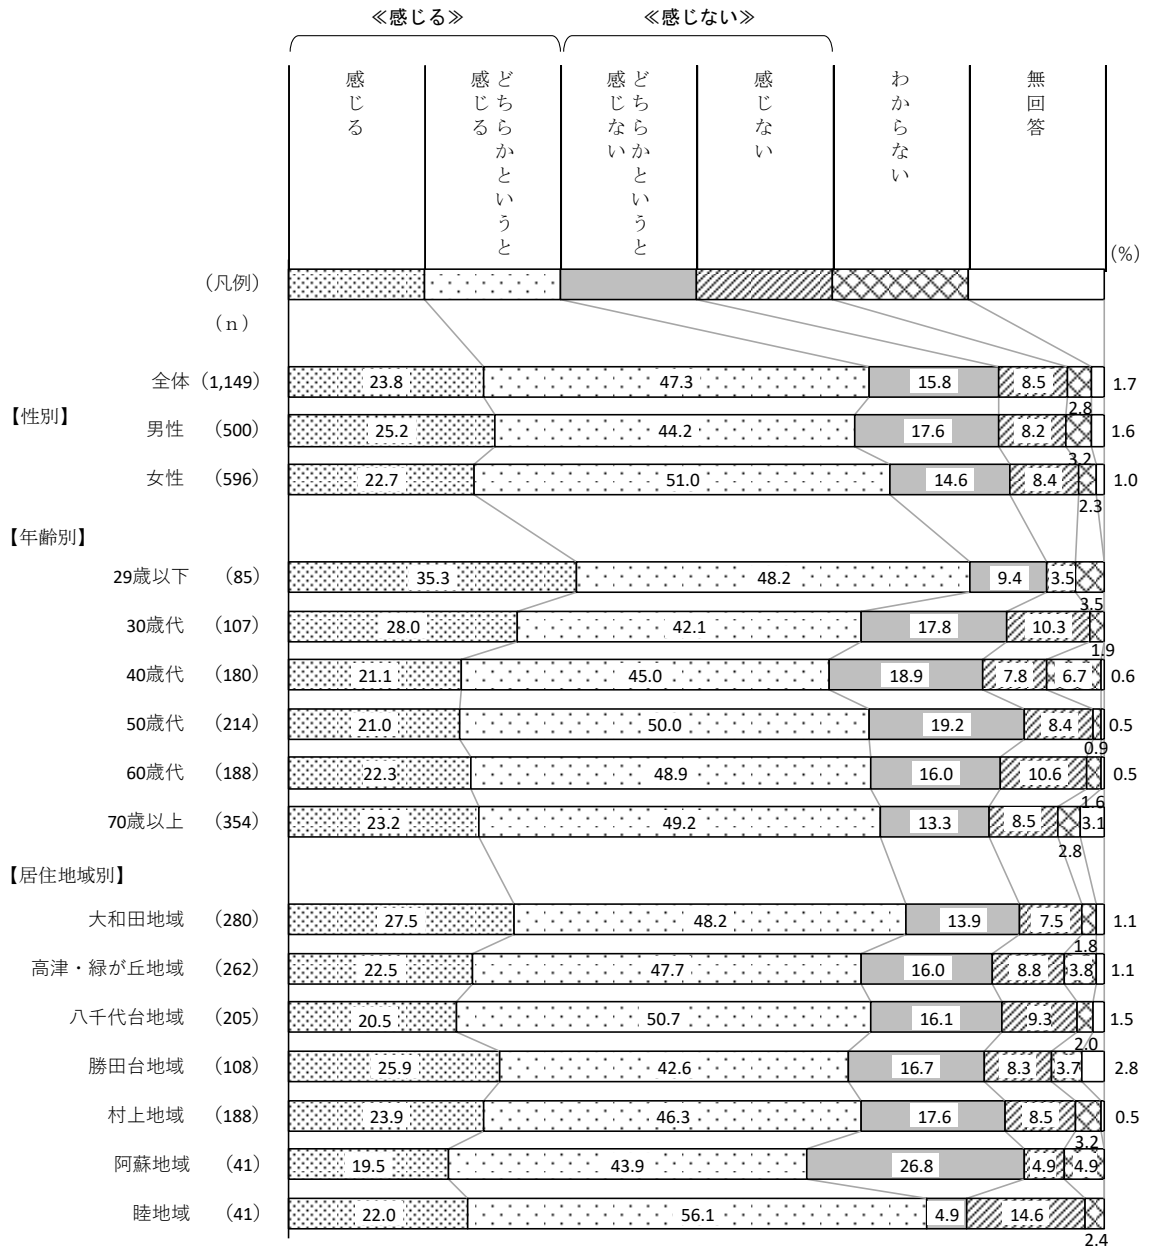 ≪感じる≫ ≪感じない≫
感じる
どちらかというと
感じる
どちらかというと
感じない
感じない
わからない
無回答
(%)
（凡例）
（ｎ）
全体 (1,149) 23.8 47.3 15.8 8.5 2.8 1.7
【性別】
男性 (500) 25.2 44.2 17.6 8.2 3.2 1.6
女性 (596) 22.7 51.0 14.6 8.4 2.3 1.0
【年齢別】
29歳以下 (85) 35.3 48.2 9.4 3.5 3.5
30歳代 (107) 28.0 42.1 17.8 10.3 1.9
40歳代 (180) 21.1 45.0 18.9 7.8 6.7 0.6
50歳代 (214) 21.0 50.0 19.2 8.4 0.9 0.5
60歳代 (188) 22.3 48.9 16.0 10.6 1.6 0.5
70歳以上 (354) 23.2 49.2 13.3 8.5 2.8 3.1
【居住地域別】
大和田地域 (280) 27.5 48.2 13.9 7.5 1.8 1.1
高津・緑が丘地域 (262) 22.5 47.7 16.0 8.8 3.8 1.1
八千代台地域 (205) 20.5 50.7 16.1 9.3 2.0 1.5
勝田台地域 (108) 25.9 42.6 16.7 8.3 3.7 2.8
村上地域 (188) 23.9 46.3 17.6 8.5 3.2 0.5
阿蘇地域 (41) 19.5 43.9 26.8 4.9 4.9
睦地域 (41) 22.0 56.1 4.9 14.6 2.4